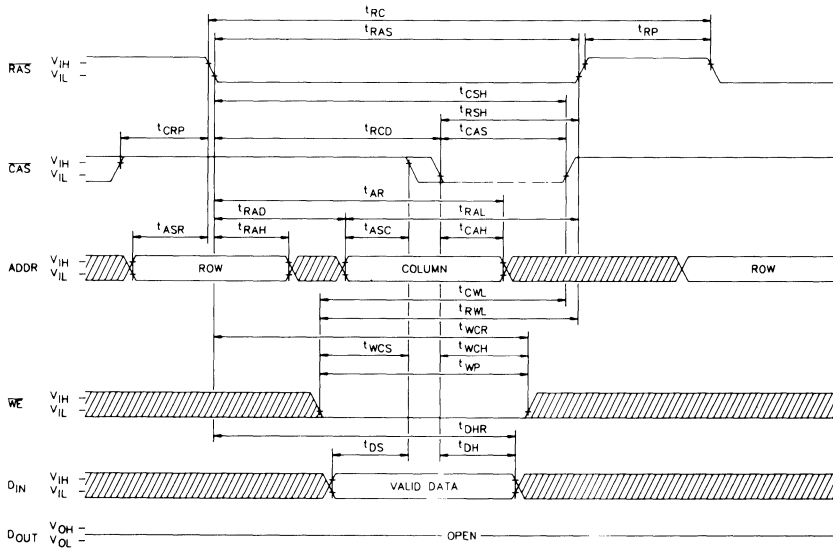 tRC
tRAS
tRP
RAS VIH
VIL
tCSH
tRSH
tCRP tRCD tCAS
CAS VIH
VIL
tAR
tRAD tRAL
tASR tRAH tASC tCAH
ADDR VIH
VIL
ROW COLUMN ROW
tCWL
tRWL
tWCR
tWCS tWCH
tWP
WE VIH
VIL
tDHR
tDS tDH
DIN VIH
VIL
VALID DATA
DOUT VOH
VOL
OPEN